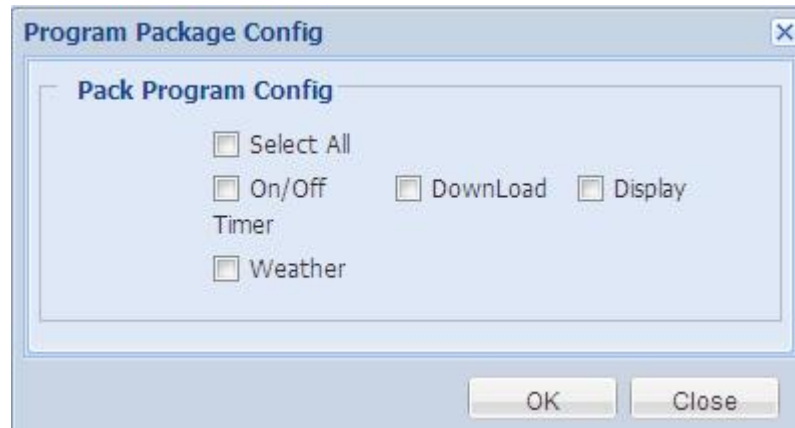 Program Package Config
Pack Program Config
Select All
On/Off DownLoad Display
Timer
Weather
OK Close